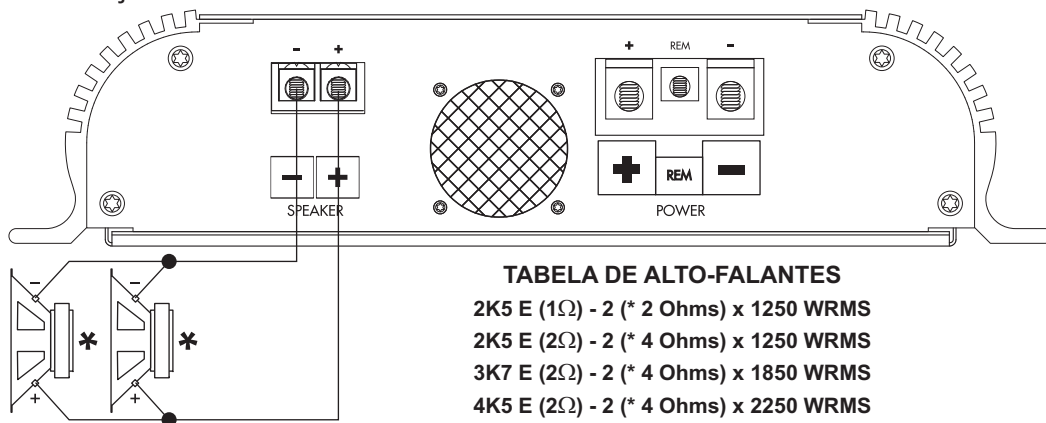 - +
+ REM -
- +
+ REM -
SPEAKER
POWER
- -
* *
+ +
TABELA DE ALTO-FALANTES
2K5 E (1Ω) - 2 (* 2 Ohms) x 1250 WRMS
2K5 E (2Ω) - 2 (* 4 Ohms) x 1250 WRMS
3K7 E (2Ω) - 2 (* 4 Ohms) x 1850 WRMS
4K5 E (2Ω) - 2 (* 4 Ohms) x 2250 WRMS